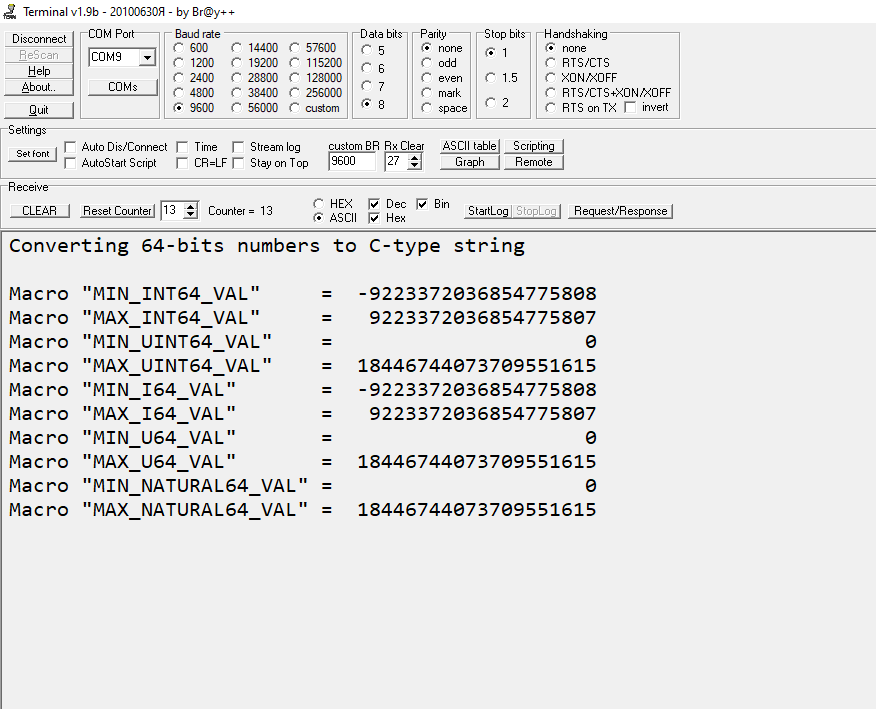 Terminal v1.9b - 20100630Я - by Br@y++
Disconnect
ReScan
Help
About..
Quit
COM Port
COM9
COMs
Baud rate
600 14400 57600
1200 19200 115200
2400 28800 128000
4800 38400 256000
9600 56000 custom
Data bits
5
6
7
8
Parity
none
odd
even
mark
space
Stop bits
1
1.5
2
Handshaking
none
RTS/CTS
XON/XOFF
RTS/CTS+XON/XOFF
RTS on TX invert
Settings
Set font
Auto Dis/Connect Time Stream log
AutoStart Script CR=LF Stay on Top
custom BR Rx Clear
9600 27
ASCII table Scripting
Graph Remote
Receive
CLEAR Reset Counter 13 Counter = 13
HEX Dec Bin
ASCII Hex
StartLog StopLog Request/Response
Converting 64-bits numbers to C-type string
Macro "MIN_INT64_VAL" = -9223372036854775808
Macro "MAX_INT64_VAL" = 9223372036854775807
Macro "MIN_UINT64_VAL" = 0
Macro "MAX_UINT64_VAL" = 18446744073709551615
Macro "MIN_I64_VAL" = -9223372036854775808
Macro "MAX_I64_VAL" = 9223372036854775807
Macro "MIN_U64_VAL" = 0
Macro "MAX_U64_VAL" = 18446744073709551615
Macro "MIN_NATURAL64_VAL" = 0
Macro "MAX_NATURAL64_VAL" = 18446744073709551615